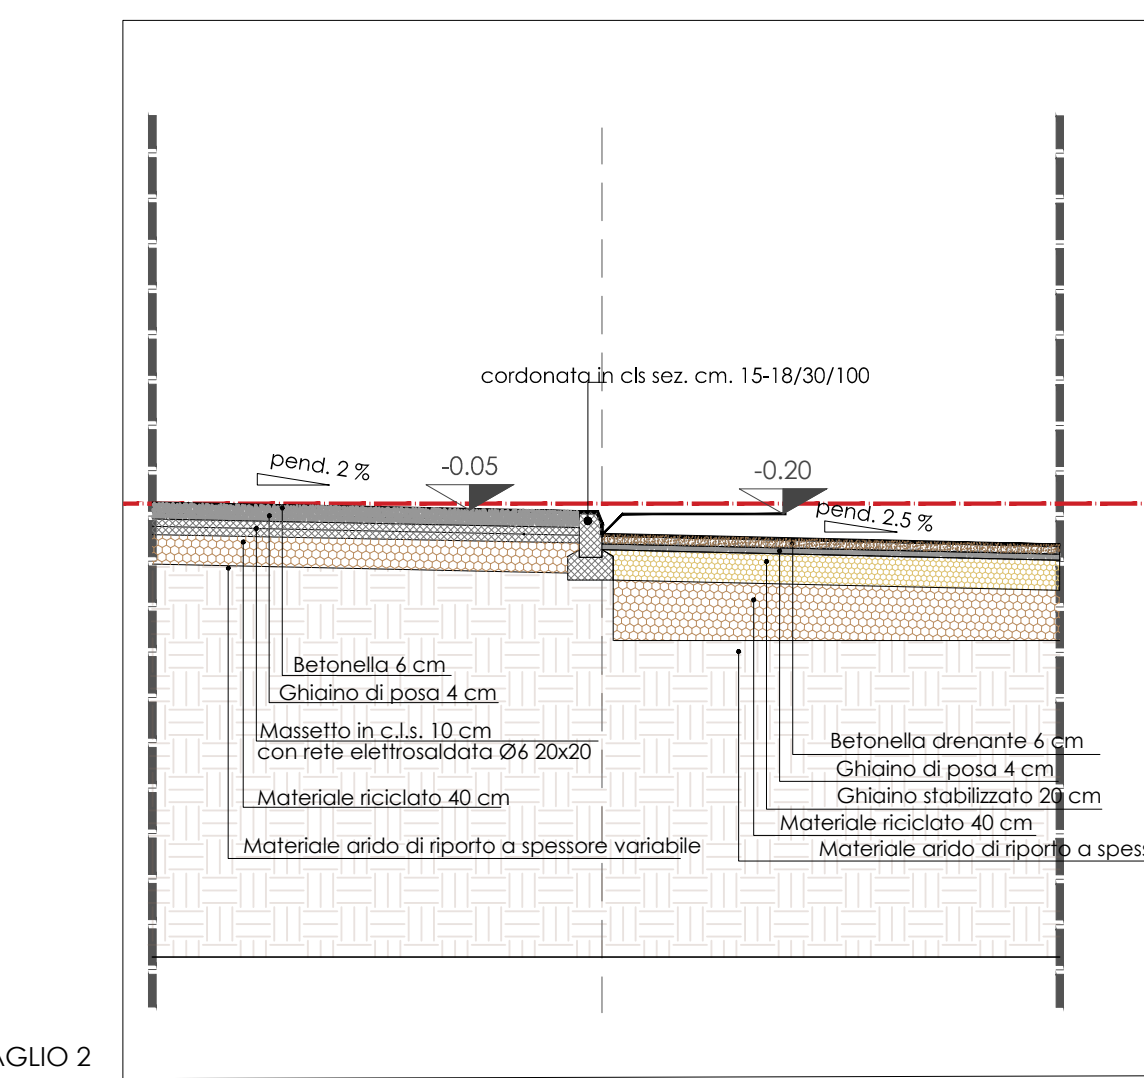 cordonata in cls sez. cm. 15-18/30/100
pend. 2 %
-0.05
-0.20
pend. 2.5 %
Betonella 6 cm
Ghiaino di posa 4 cm
Massetto in c.l.s. 10 cm
con rete elettrosaldata Ø6 20x20
Materiale riciclato 40 cm
Materiale arido di riporto a spessore variabile
Betonella drenante 6 cm
Ghiaino di posa 4 cm
Ghiaino stabilizzato 20 cm
Materiale riciclato 40 cm
Materiale arido di riporto a spess
AGLIO 2